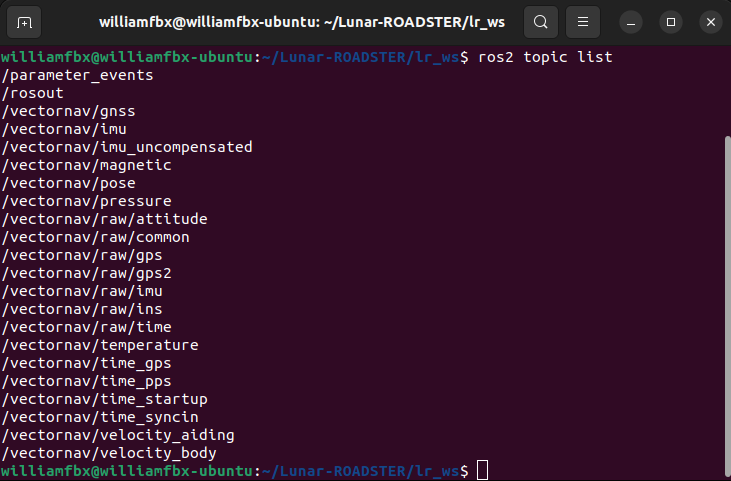 williamfbx@williamfbx-ubuntu: ~/Lunar-ROADSTER/lr_ws
williamfbx@williamfbx-ubuntu:~/Lunar-ROADSTER/lr_ws$ ros2 topic list
/parameter_events
/rosout
/vectornav/gnss
/vectornav/imu
/vectornav/imu_uncompensated
/vectornav/magnetic
/vectornav/pose
/vectornav/pressure
/vectornav/raw/attitude
/vectornav/raw/common
/vectornav/raw/gps
/vectornav/raw/gps2
/vectornav/raw/imu
/vectornav/raw/ins
/vectornav/raw/time
/vectornav/temperature
/vectornav/time_gps
/vectornav/time_pps
/vectornav/time_startup
/vectornav/time_syncin
/vectornav/velocity_aiding
/vectornav/velocity_body
williamfbx@williamfbx-ubuntu:~/Lunar-ROADSTER/lr_ws$